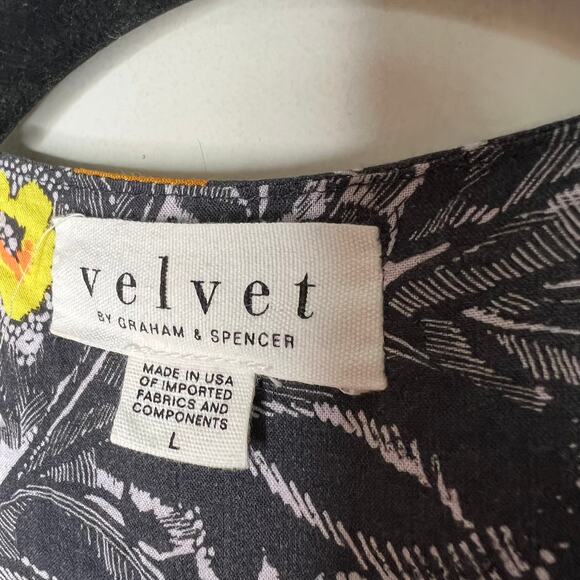 velvet
BY GRAHAM & SPENCER
MADE IN USA
OF IMPORTED
FABRICS AND
COMPONENTS
L